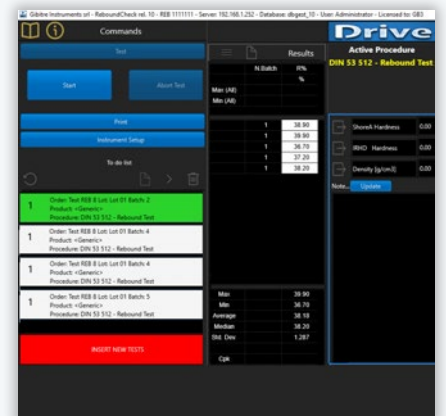 Gibitre Instruments srl - ReboundCheck rel. 10 - REB 1111111 - Server: 192.168.1.252 - Database: dbgest_10 - User: Administrator - Licensed to: GB3
Commands
Test
Start
Abort Test
Print
Instrument Setup
To do list
1
Order: Test REB 8 Lot: Lot 01 Batch: 2
Product: <Generic>
Procedure: DIN 53 512 - Rebound Test
1
Order: Test REB 8 Lot: Lot 01 Batch: 4
Product: <Generic>
Procedure: DIN 53 512 - Rebound Test
1
Order: Test REB 8 Lot: Lot 01 Batch: 4
Product: <Generic>
Procedure: DIN 53 512 - Rebound Test
1
Order: Test REB 8 Lot: Lot 01 Batch: 5
Product: <Generic>
Procedure: DIN 53 512 - Rebound Test
INSERT NEW TESTS
Results
N.Batch R%
%
Max (All)
Min (All)
1 38.90
1 39.90
1 36.70
1 37.20
1 38.20
Max 39.90
Min 36.70
Average 38.18
Median 38.20
Std. Dev 1.287
Cpk
Drive
Active Procedure
DIN 53 512 - Rebound Test
ShoreA Hardness 0.00
IRHD Hardness 0.00
Density [g/cm3] 0.00
Note... Update